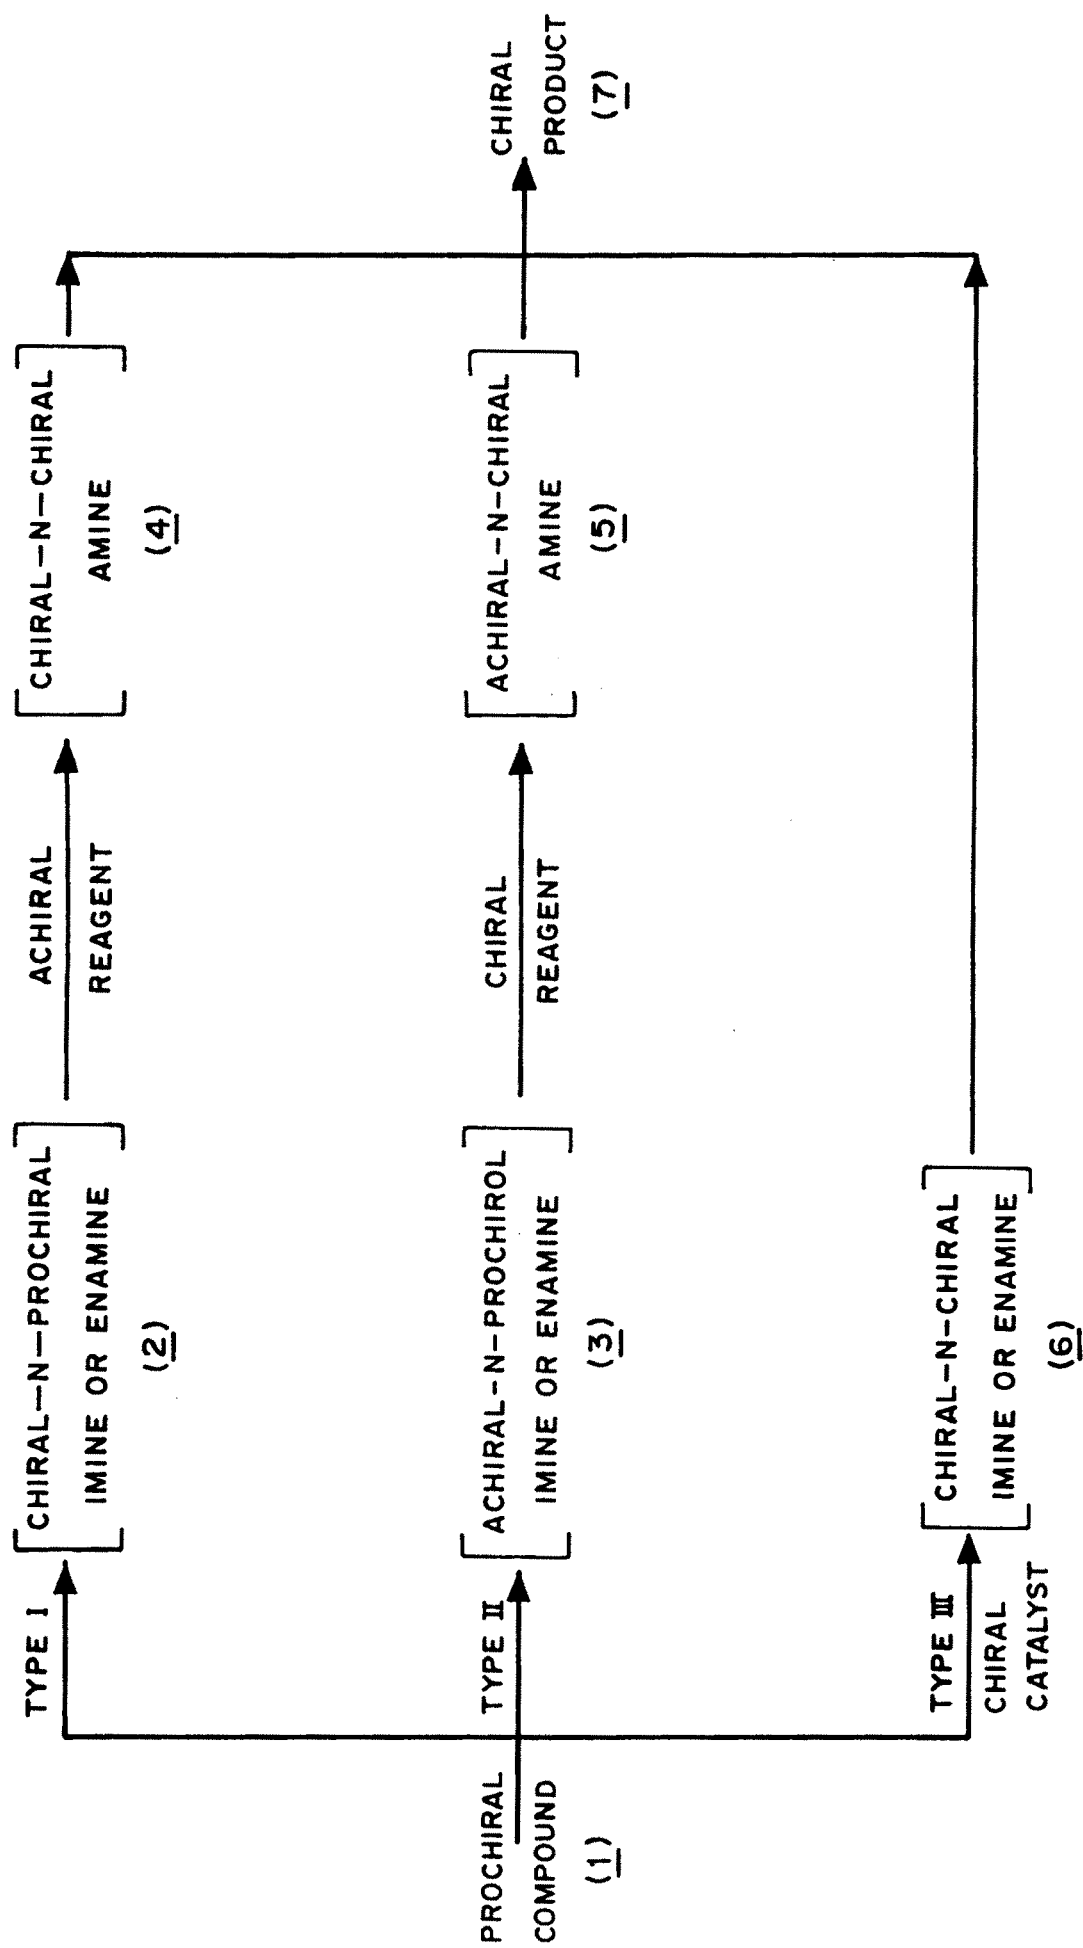 PROCHIRAL
COMPOUND
(1)
TYPE I
[CHIRAL—N—PROCHIRAL
IMINE OR ENAMINE]
(2)
ACHIRAL
REAGENT
[CHIRAL—N—CHIRAL
AMINE]
(4)
TYPE II
[ACHIRAL-N-PROCHIROL
IMINE OR ENAMINE]
(3)
CHIRAL
REAGENT
[ACHIRAL-N-CHIRAL
AMINE]
(5)
TYPE III
CHIRAL
CATALYST
[CHIRAL-N-CHIRAL
IMINE OR ENAMINE]
(6)
CHIRAL
PRODUCT
(7)